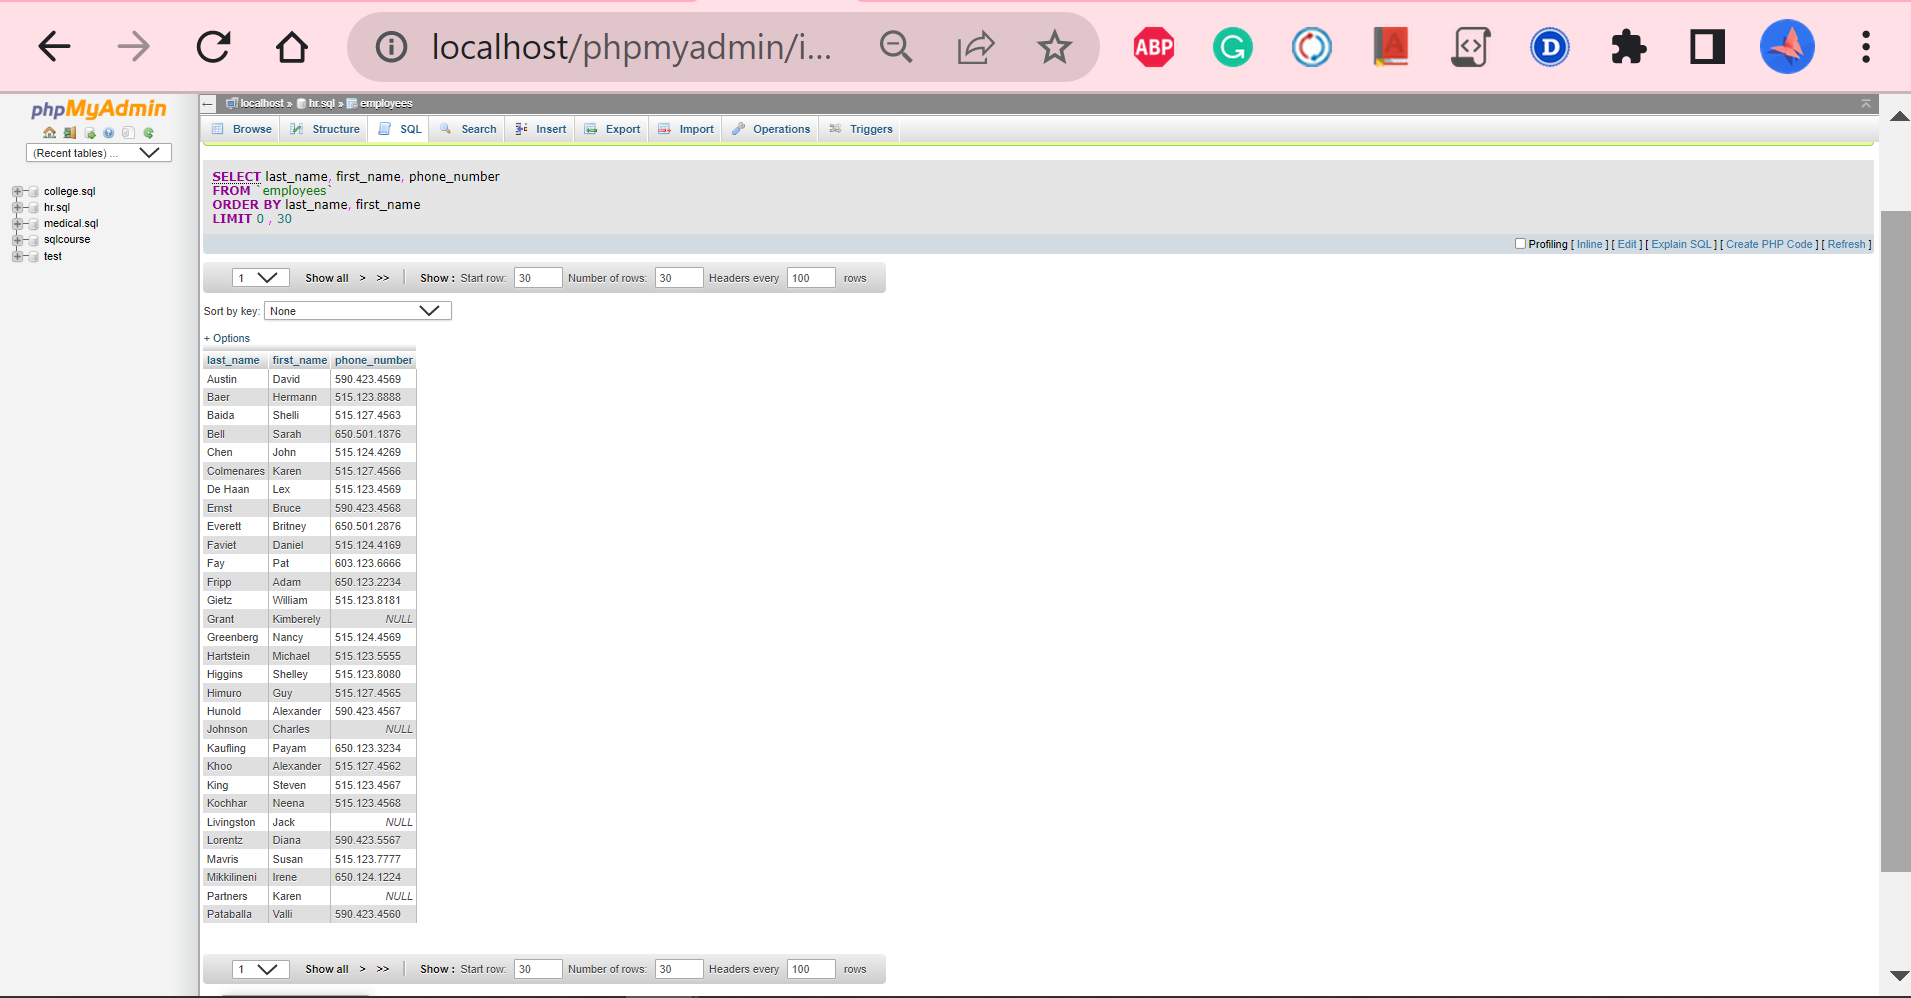 localhost/phpmyadmin/i...
ABP
phpMyAdmin
(Recent tables) ...
college.sql
hr.sql
medical.sql
sqlcourse
test
localhost » hr.sql » employees
Browse Structure SQL Search Insert Export Import Operations Triggers
SELECT last_name, first_name, phone_number
FROM `employees`
ORDER BY last_name, first_name
LIMIT 0 , 30
Profiling [ Inline ] [ Edit ] [ Explain SQL ] [ Create PHP Code ] [ Refresh ]
1 Show all > >> Show : Start row: 30 Number of rows: 30 Headers every 100 rows
Sort by key: None
+ Options
last_name first_name phone_number
Austin David 590.423.4569
Baer Hermann 515.123.8888
Baida Shelli 515.127.4563
Bell Sarah 650.501.1876
Chen John 515.124.4269
Colmenares Karen 515.127.4566
De Haan Lex 515.123.4569
Ernst Bruce 590.423.4568
Everett Britney 650.501.2876
Faviet Daniel 515.124.4169
Fay Pat 603.123.6666
Fripp Adam 650.123.2234
Gietz William 515.123.8181
Grant Kimberely NULL
Greenberg Nancy 515.124.4569
Hartstein Michael 515.123.5555
Higgins Shelley 515.123.8080
Himuro Guy 515.127.4565
Hunold Alexander 590.423.4567
Johnson Charles NULL
Kaufling Payam 650.123.3234
Khoo Alexander 515.127.4562
King Steven 515.123.4567
Kochhar Neena 515.123.4568
Livingston Jack NULL
Lorentz Diana 590.423.5567
Mavris Susan 515.123.7777
Mikkilineni Irene 650.124.1224
Partners Karen NULL
Pataballa Valli 590.423.4560
1 Show all > >> Show : Start row: 30 Number of rows: 30 Headers every 100 rows